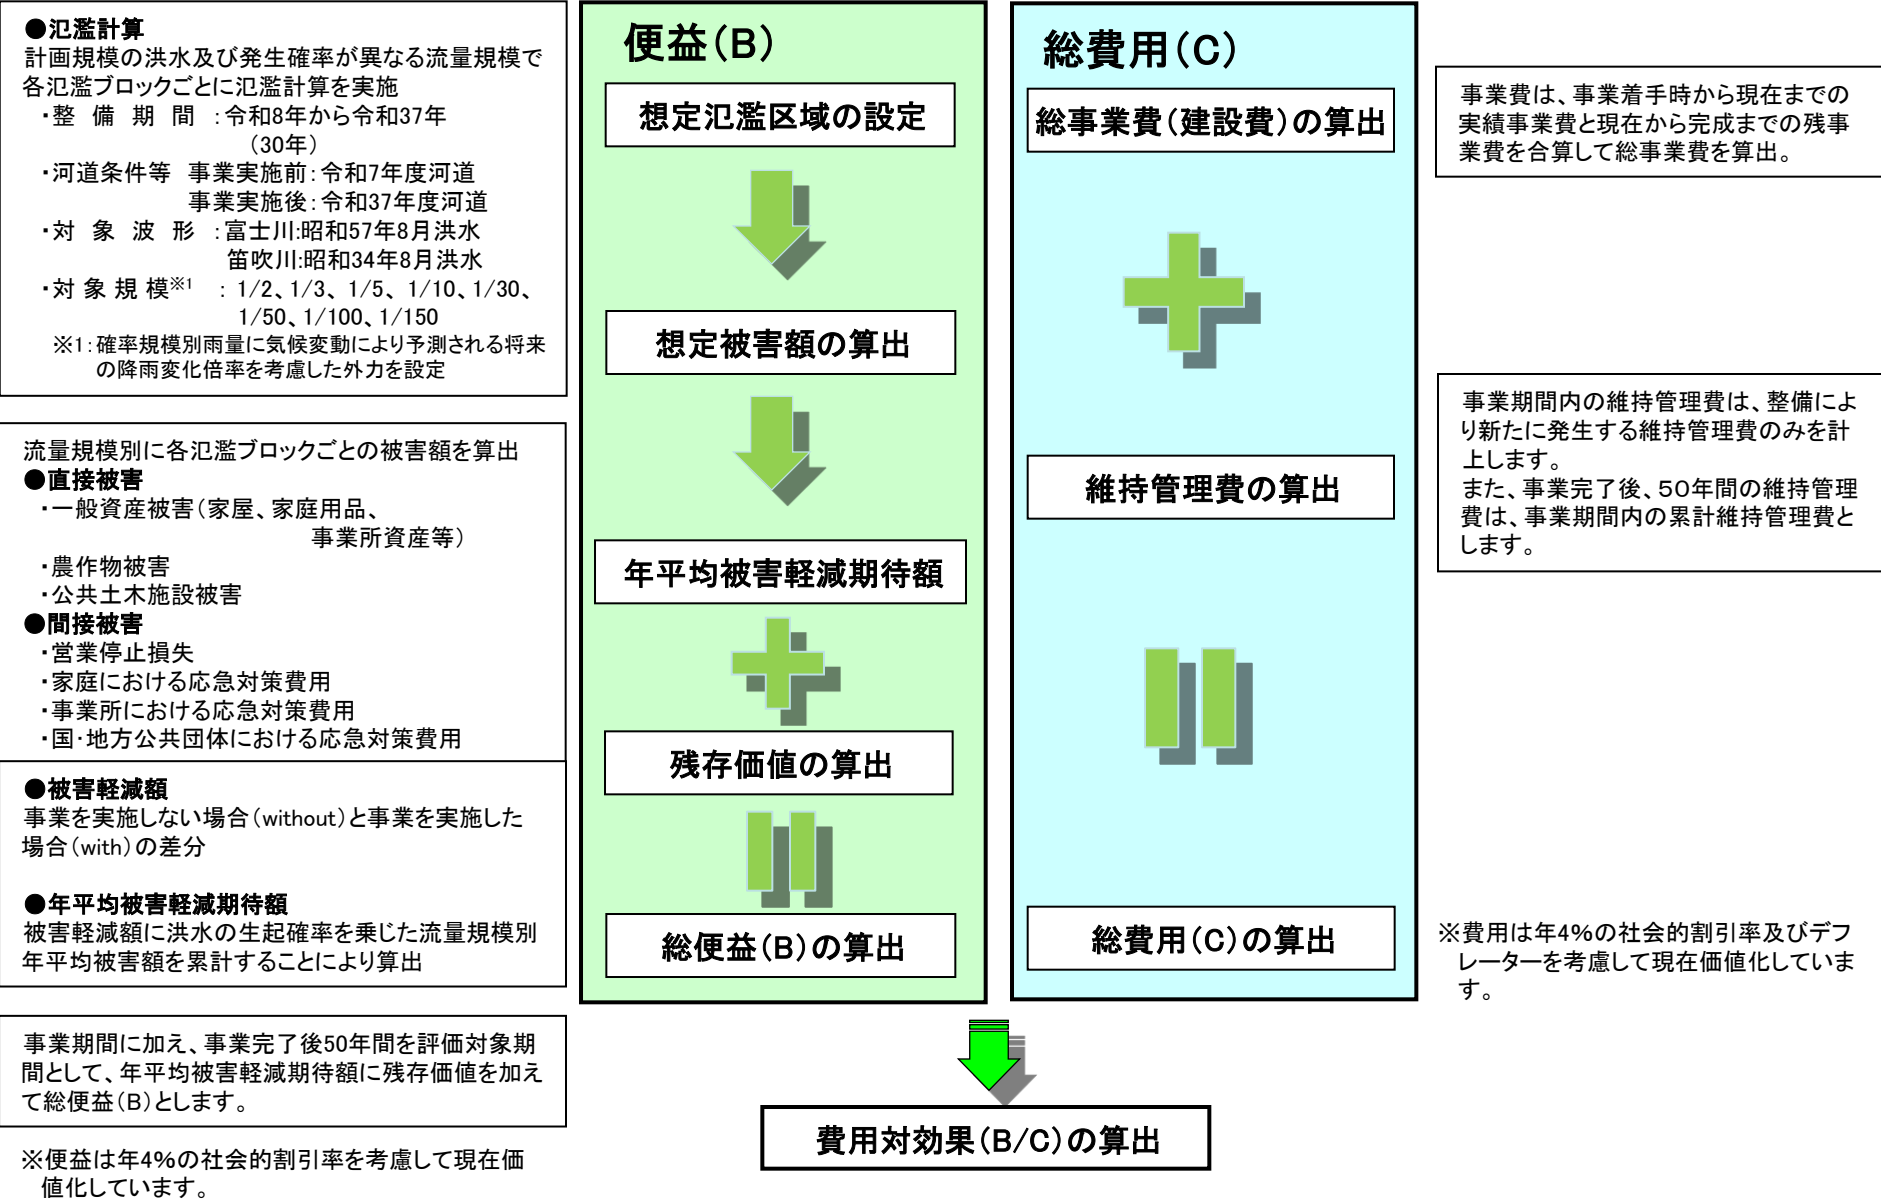 ●氾濫計算
計画規模の洪水及び発生確率が異なる流量規模で
各氾濫ブロックごとに氾濫計算を実施
・整　備　期　間　：令和8年から令和37年
（30年）
・河道条件等　事業実施前：令和7年度河道
事業実施後：令和37年度河道
・対　象　波　形　：富士川:昭和57年8月洪水
笛吹川:昭和34年8月洪水
・対 象 規 模※1　：1/2、1/3、1/5、1/10、1/30、
1/50、1/100、1/150
※1：確率規模別雨量に気候変動により予測される将来
の降雨変化倍率を考慮した外力を設定
流量規模別に各氾濫ブロックごとの被害額を算出
●直接被害
・一般資産被害（家屋、家庭用品、
事業所資産等）
・農作物被害
・公共土木施設被害
●間接被害
・営業停止損失
・家庭における応急対策費用
・事業所における応急対策費用
・国・地方公共団体における応急対策費用
●被害軽減額
事業を実施しない場合（without）と事業を実施した
場合（with）の差分
●年平均被害軽減期待額
被害軽減額に洪水の生起確率を乗じた流量規模別
年平均被害額を累計することにより算出
事業期間に加え、事業完了後50年間を評価対象期
間として、年平均被害軽減期待額に残存価値を加え
て総便益（B）とします。
※便益は年4%の社会的割引率を考慮して現在価
値化しています。
便益（B）
想定氾濫区域の設定
想定被害額の算出
年平均被害軽減期待額
残存価値の算出
総便益（B）の算出
総費用（C）
総事業費（建設費）の算出
維持管理費の算出
総費用（C）の算出
事業費は、事業着手時から現在までの
実績事業費と現在から完成までの残事
業費を合算して総事業費を算出。
事業期間内の維持管理費は、整備によ
り新たに発生する維持管理費のみを計
上します。
また、事業完了後、５０年間の維持管理
費は、事業期間内の累計維持管理費と
します。
※費用は年4%の社会的割引率及びデフ
レーターを考慮して現在価値化していま
す。
費用対効果（B/C）の算出